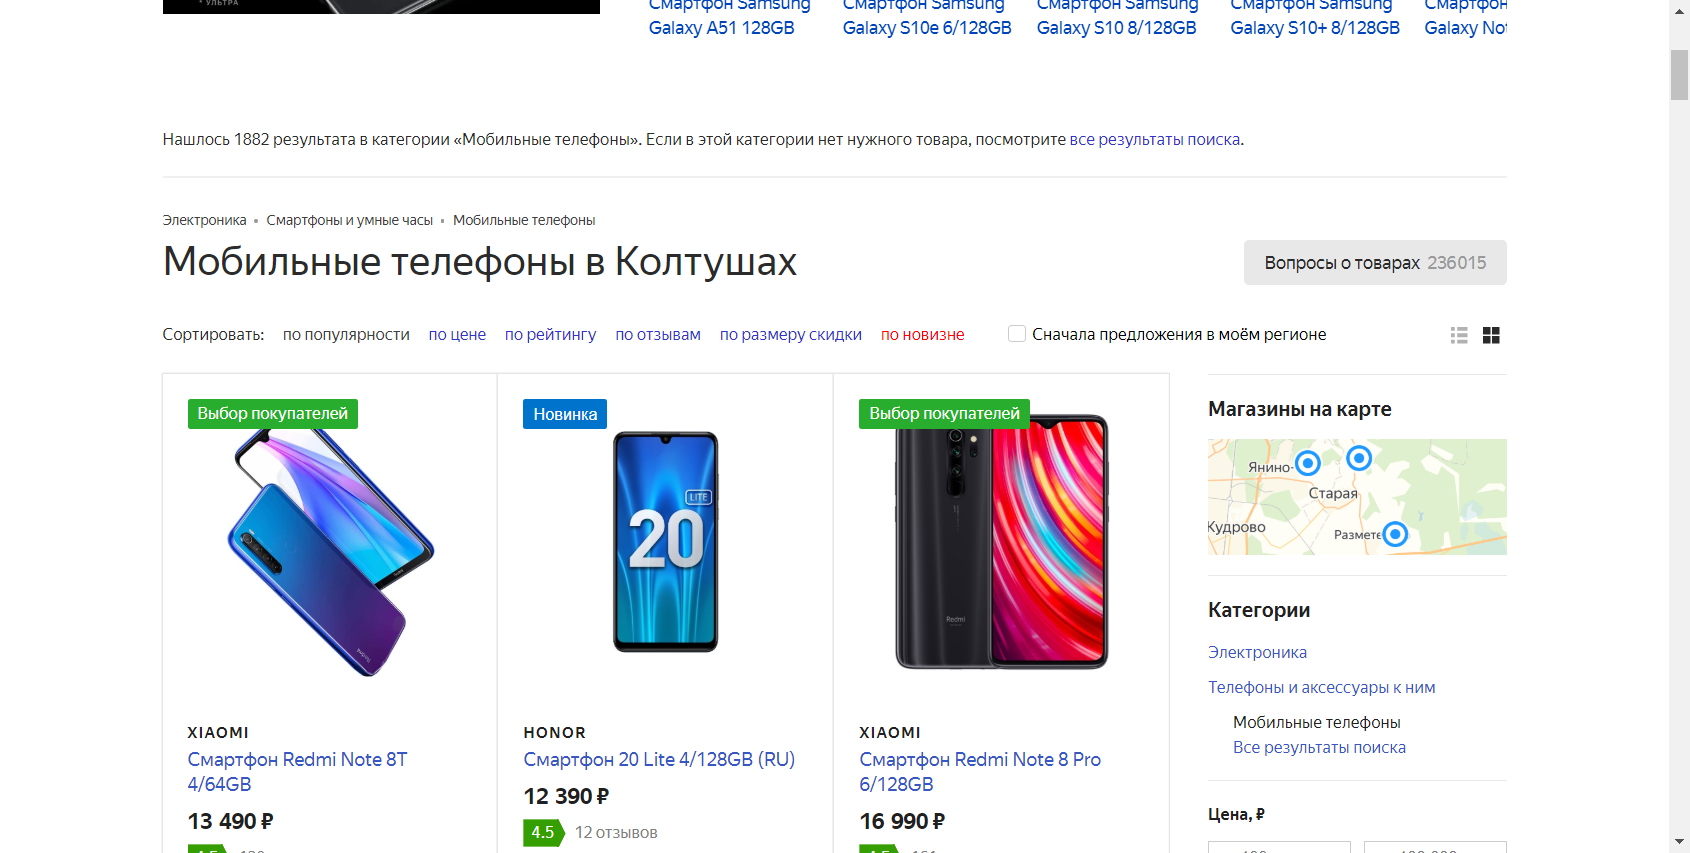 УЛЬТРА
Смартфон Samsung
Galaxy A51 128GB
Смартфон Samsung
Galaxy S10e 6/128GB
Смартфон Samsung
Galaxy S10 8/128GB
Смартфон Samsung
Galaxy S10+ 8/128GB
Смартфон
Galaxy Not
Нашлось 1882 результата в категории «Мобильные телефоны». Если в этой категории нет нужного товара, посмотрите все результаты поиска.
Электроника • Смартфоны и умные часы • Мобильные телефоны
Мобильные телефоны в Колтушах
Вопросы о товарах 236015
Сортировать: по популярности по цене по рейтингу по отзывам по размеру скидки по новизне Сначала предложения в моём регионе
Выбор покупателей
XIAOMI
Смартфон Redmi Note 8T
4/64GB
13 490 ₽
Новинка
LITE
20
HONOR
Смартфон 20 Lite 4/128GB (RU)
12 390 ₽
4.5 12 отзывов
Выбор покупателей
Redmi
XIAOMI
Смартфон Redmi Note 8 Pro
6/128GB
16 990 ₽
Магазины на карте
Янино-
Старая
Кудрово
Размете
Категории
Электроника
Телефоны и аксессуары к ним
Мобильные телефоны
Все результаты поиска
Цена, ₽